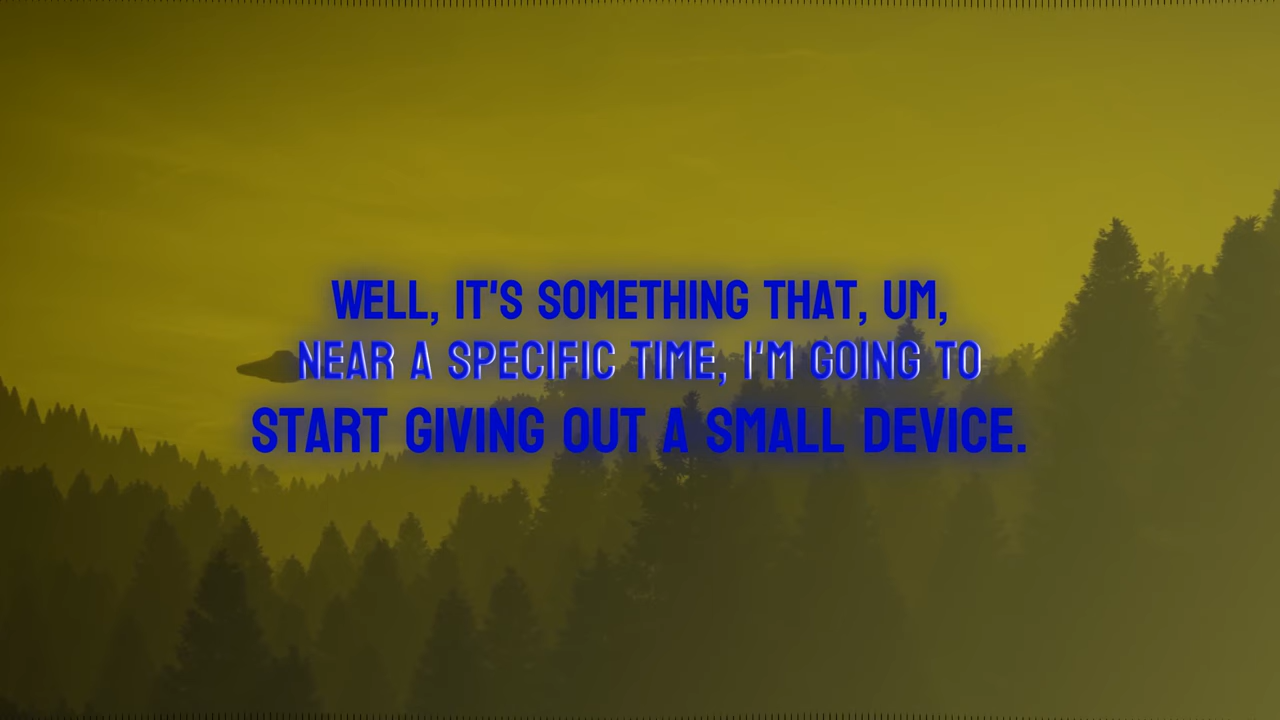 WELL, IT'S SOMETHING THAT, UM,
NEAR A SPECIFIC TIME, I'M GOING TO
START GIVING OUT A SMALL DEVICE.